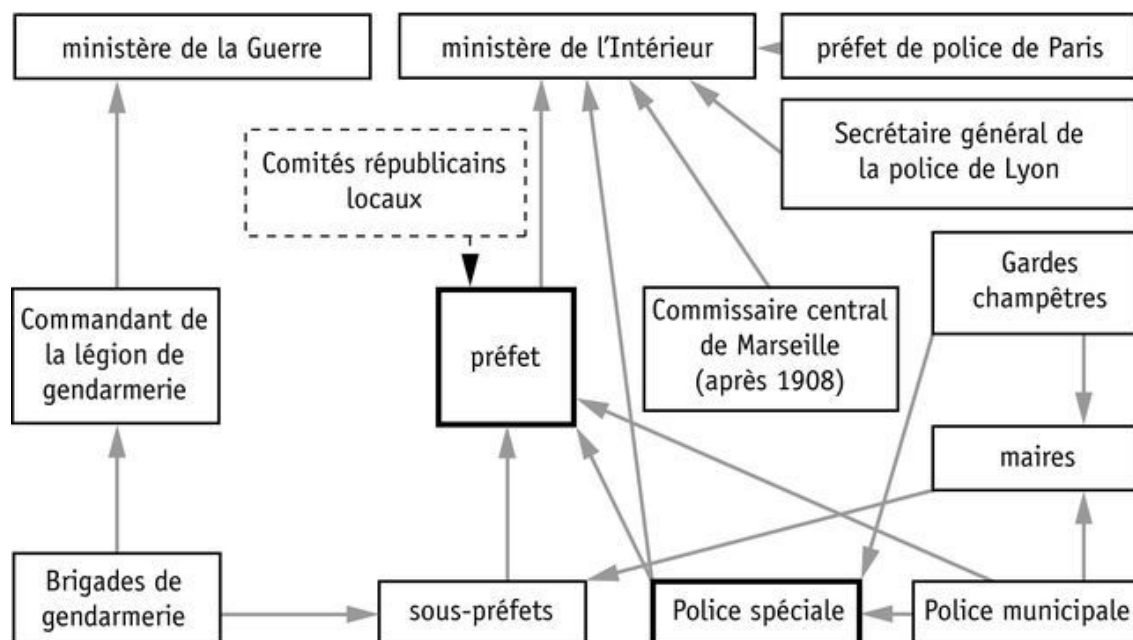 ministère de la Guerre
ministère de l'Intérieur
préfet de police de Paris
Secrétaire général de
la police de Lyon
Comités républicains
locaux
Gardes
champêtres
Commandant de
la légion de
gendarmerie
préfet
Commissaire central
de Marseille
(après 1908)
maires
Brigades de
gendarmerie
sous-préfets
Police spéciale
Police municipale